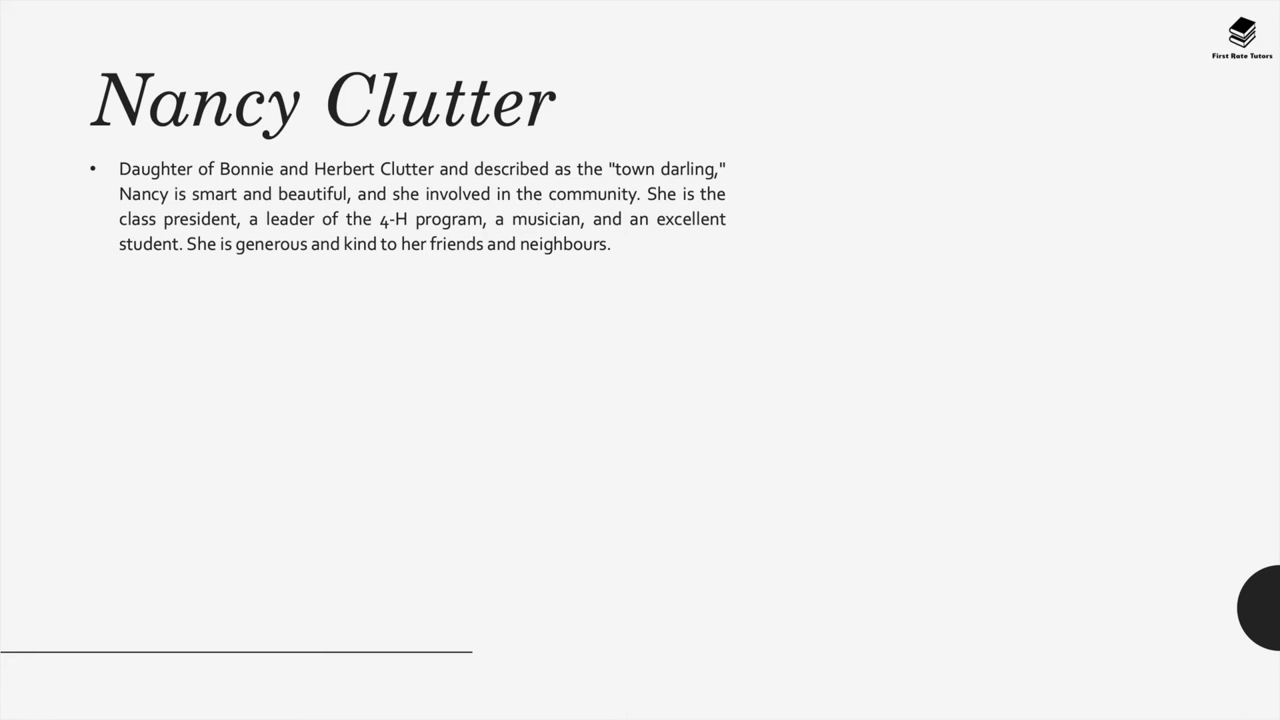 First Rate Tutors
Nancy Clutter
• Daughter of Bonnie and Herbert Clutter and described as the "town darling,"
Nancy is smart and beautiful, and she involved in the community. She is the
class president, a leader of the 4-H program, a musician, and an excellent
student. She is generous and kind to her friends and neighbours.